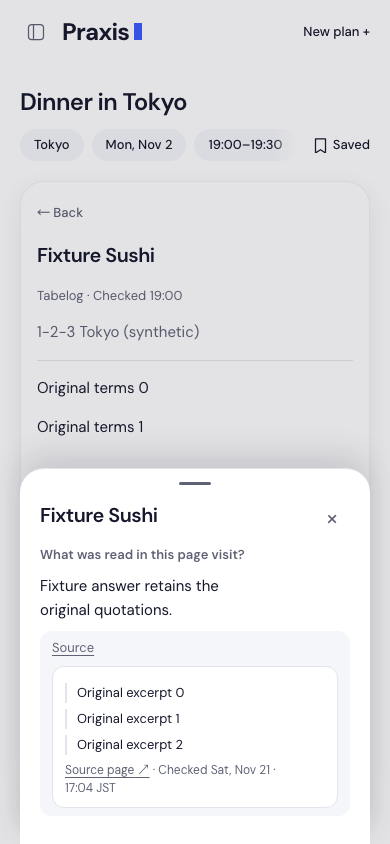 Praxis
New plan +
Dinner in Tokyo
Tokyo
Mon, Nov 2
19:00–19:30
Saved
← Back
Fixture Sushi
Tabelog · Checked 19:00
1-2-3 Tokyo (synthetic)
Original terms 0
Original terms 1
Fixture Sushi
×
What was read in this page visit?
Fixture answer retains the
original quotations.
Source
Original excerpt 0
Original excerpt 1
Original excerpt 2
Source page ↗ · Checked Sat, Nov 21 ·
17:04 JST